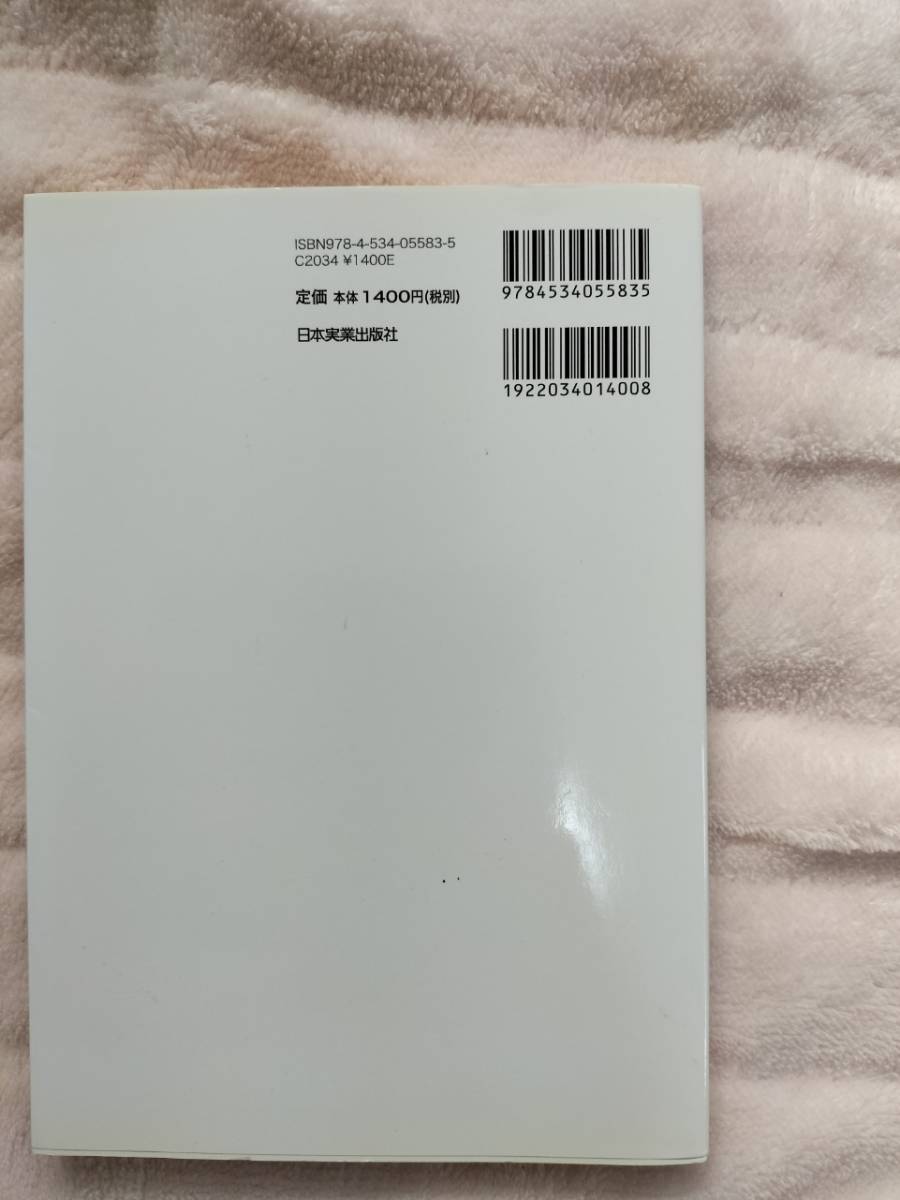 ISBN978-4-534-05583-5
C2034 ¥1400E
定価 本体1400円(税別)
日本実業出版社
9784534055835
1922034014008